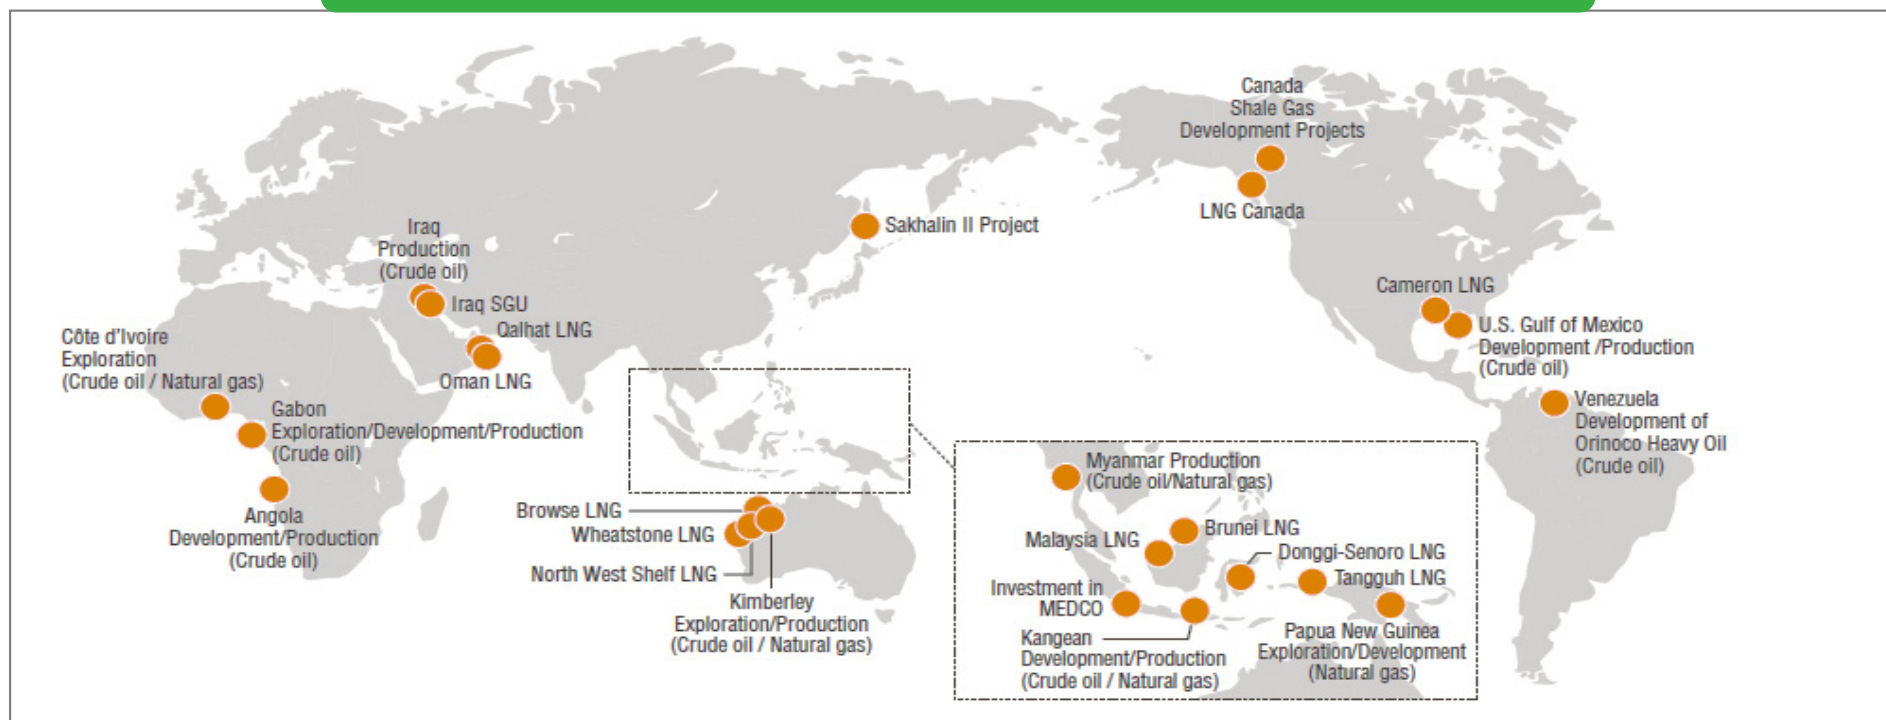 Canada
Shale Gas
Development Projects
LNG Canada
Sakhalin II Project
Iraq
Production
(Crude oil)
Iraq SGU
Qalhat LNG
Oman LNG
Côte d'Ivoire
Exploration
(Crude oil / Natural gas)
Gabon
Exploration/Development/Production
(Crude oil)
Angola
Development/Production
(Crude oil)
Cameron LNG
U.S. Gulf of Mexico
Development /Production
(Crude oil)
Venezuela
Development of
Orinoco Heavy Oil
(Crude oil)
Browse LNG
Wheatstone LNG
North West Shelf LNG
Kimberley
Exploration/Production
(Crude oil / Natural gas)
Myanmar Production
(Crude oil/Natural gas)
Brunei LNG
Malaysia LNG
Donggi-Senoro LNG
Tangguh LNG
Investment in
MEDCO
Kangean
Development/Production
(Crude oil / Natural gas)
Papua New Guinea
Exploration/Development
(Natural gas)